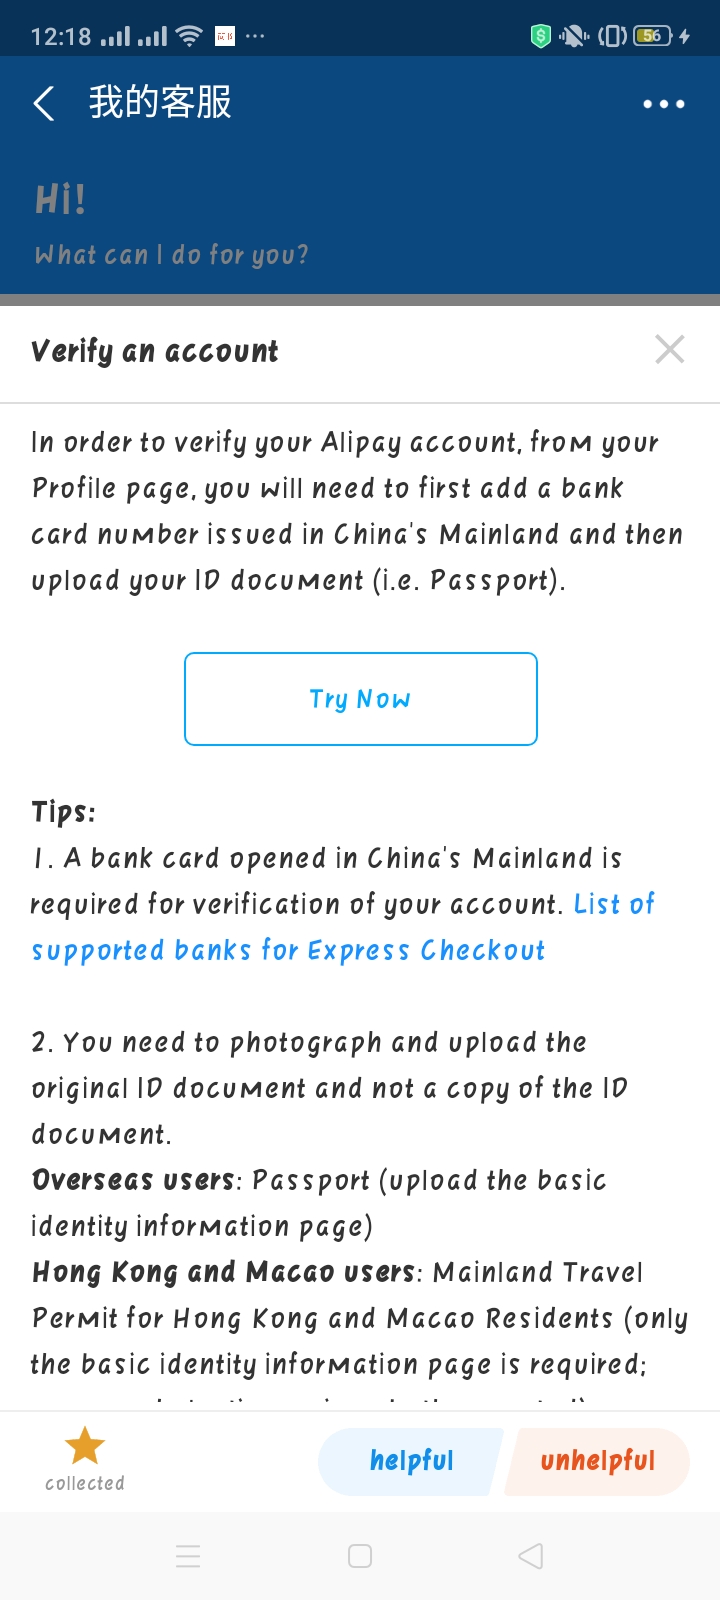 12:18
56
我的客服
Hi!
What can I do for you?
Verify an account
In order to verify your Alipay account, from your
Profile page, you will need to first add a bank
card number issued in China's Mainland and then
upload your ID document (i.e. Passport).
Try Now
Tips:
1. A bank card opened in China's Mainland is
required for verification of your account. List of
supported banks for Express Checkout
2. You need to photograph and upload the
original ID document and not a copy of the ID
document.
Overseas users: Passport (upload the basic
identity information page)
Hong Kong and Macao users: Mainland Travel
Permit for Hong Kong and Macao Residents (only
the basic identity information page is required;
collected
helpful
unhelpful